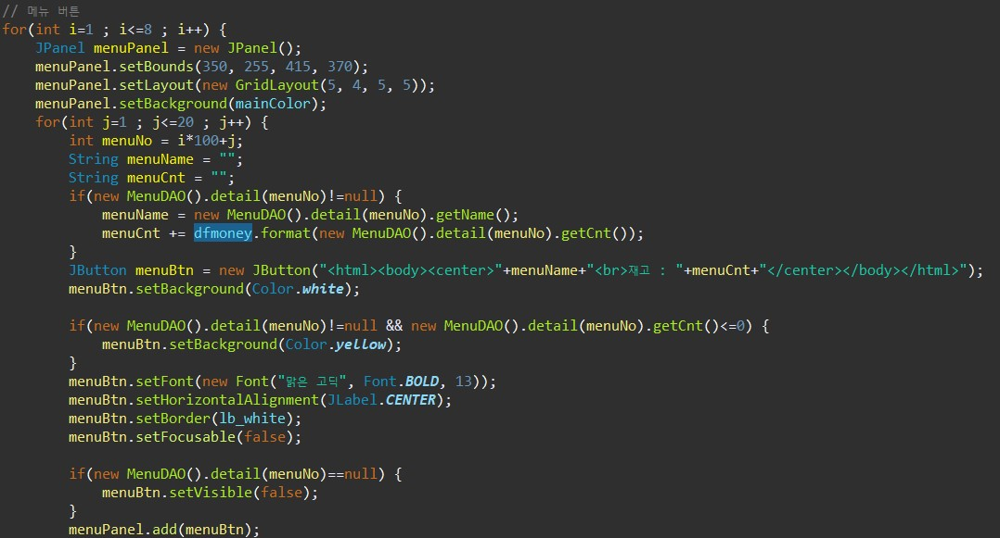 // 메뉴 버튼
for(int i=1 ; i<=8 ; i++) {
    JPanel menuPanel = new JPanel();
    menuPanel.setBounds(350, 255, 415, 370);
    menuPanel.setLayout(new GridLayout(5, 4, 5, 5));
    menuPanel.setBackground(mainColor);
    for(int j=1 ; j<=20 ; j++) {
        int menuNo = i*100+j;
        String menuName = "";
        String menuCnt = "";
        if(new MenuDAO().detail(menuNo)!=null) {
            menuName = new MenuDAO().detail(menuNo).getName();
            menuCnt += dfmoney.format(new MenuDAO().detail(menuNo).getCnt());
        }
        JButton menuBtn = new JButton("<html><body><center>"+menuName+"<br>재고 : "+menuCnt+"</center></body></html>");
        menuBtn.setBackground(Color.white);

        if(new MenuDAO().detail(menuNo)!=null && new MenuDAO().detail(menuNo).getCnt()<=0) {
            menuBtn.setBackground(Color.yellow);
        }
        menuBtn.setFont(new Font("맑은 고딕", Font.BOLD, 13));
        menuBtn.setHorizontalAlignment(JLabel.CENTER);
        menuBtn.setBorder(lb_white);
        menuBtn.setFocusable(false);

        if(new MenuDAO().detail(menuNo)==null) {
            menuBtn.setVisible(false);
        }
        menuPanel.add(menuBtn);